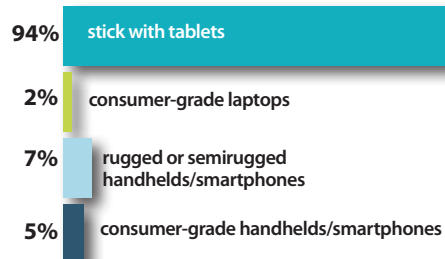 94% stick with tablets
2% consumer-grade laptops
7% rugged or semirugged
handhelds/smartphones
5% consumer-grade handhelds/smartphones